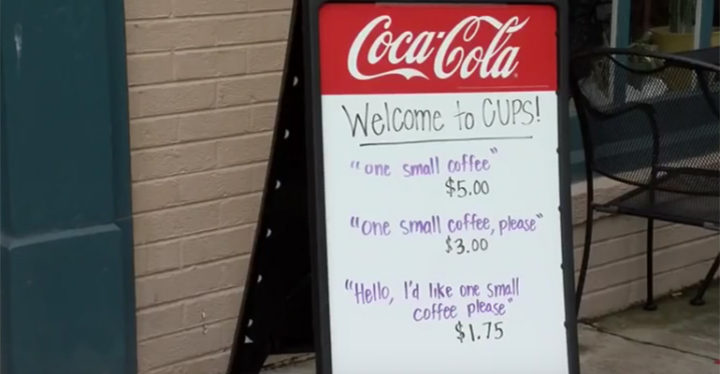 Coca-Cola
Welcome to CUPS!
"one small coffee"
$5.00
"One small coffee, please"
$3.00
"Hello, I'd like one small
coffee please"
$1.75